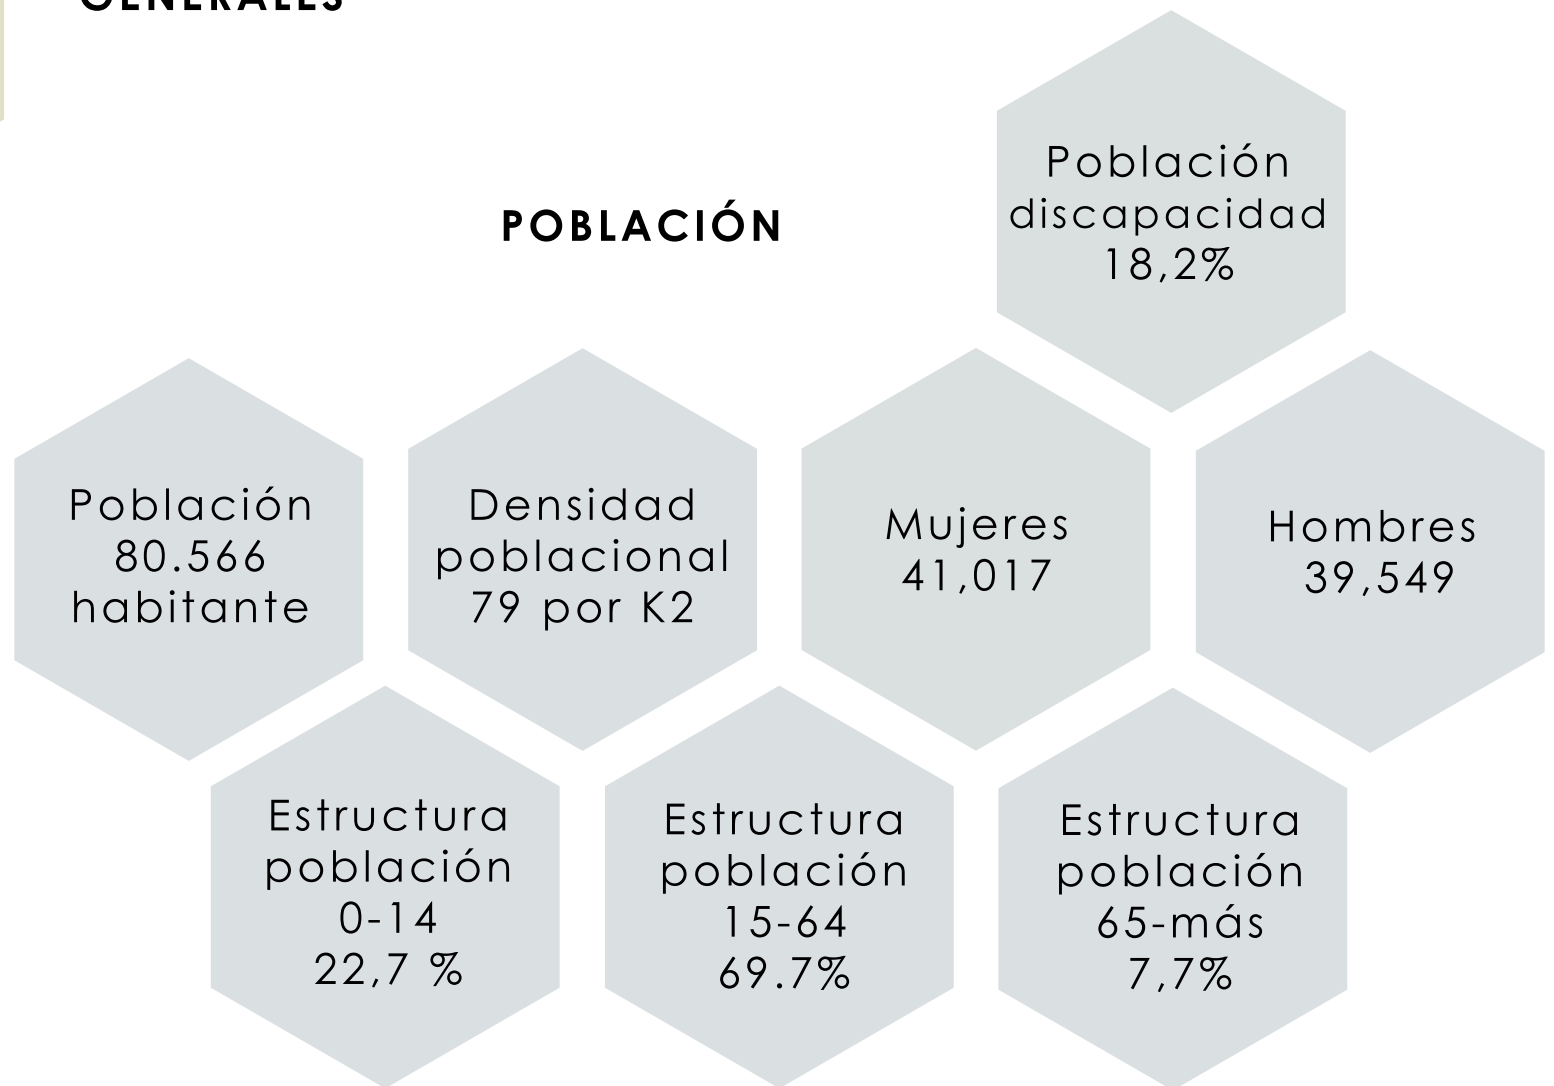 GENERALES
POBLACIÓN
Población
discapacidad
18,2%
Población
80.566
habitante
Densidad
poblacional
79 por K2
Mujeres
41,017
Hombres
39,549
Estructura
población
0-14
22,7 %
Estructura
población
15-64
69.7%
Estructura
población
65-más
7,7%